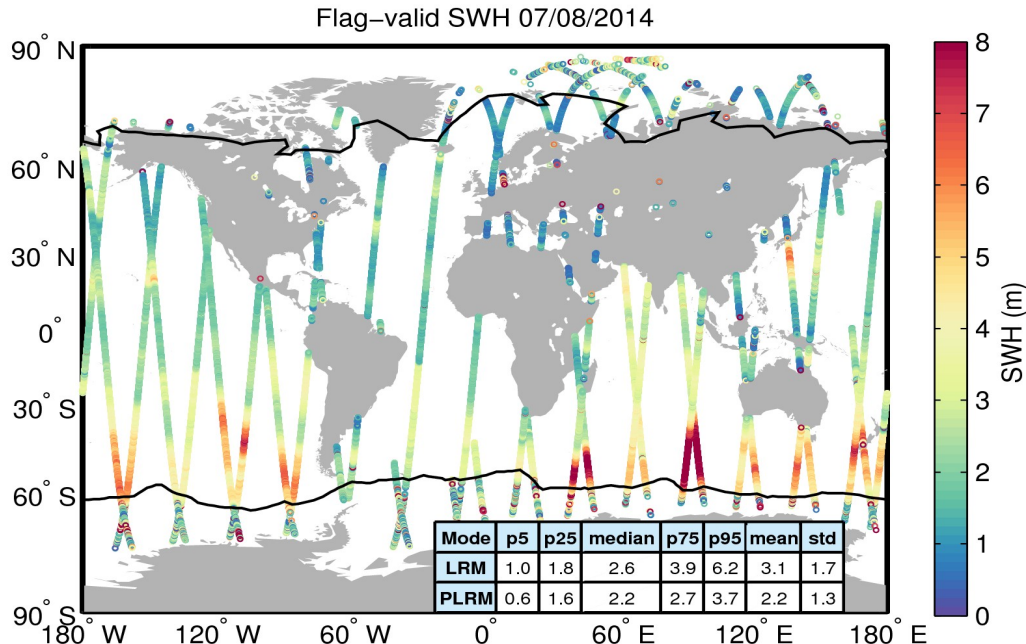 Flag−valid SWH 07/08/2014
90° N
60° N
30° N
0°
30° S
60° S
90° S
180° W
120° W
60° W
0°
60° E
120° E
180° E
8
7
6
5
4
3
2
1
0
SWH (m)
Mode p5 p25 median p75 p95 mean std
LRM 1.0 1.8 2.6 3.9 6.2 3.1 1.7
PLRM 0.6 1.6 2.2 2.7 3.7 2.2 1.3